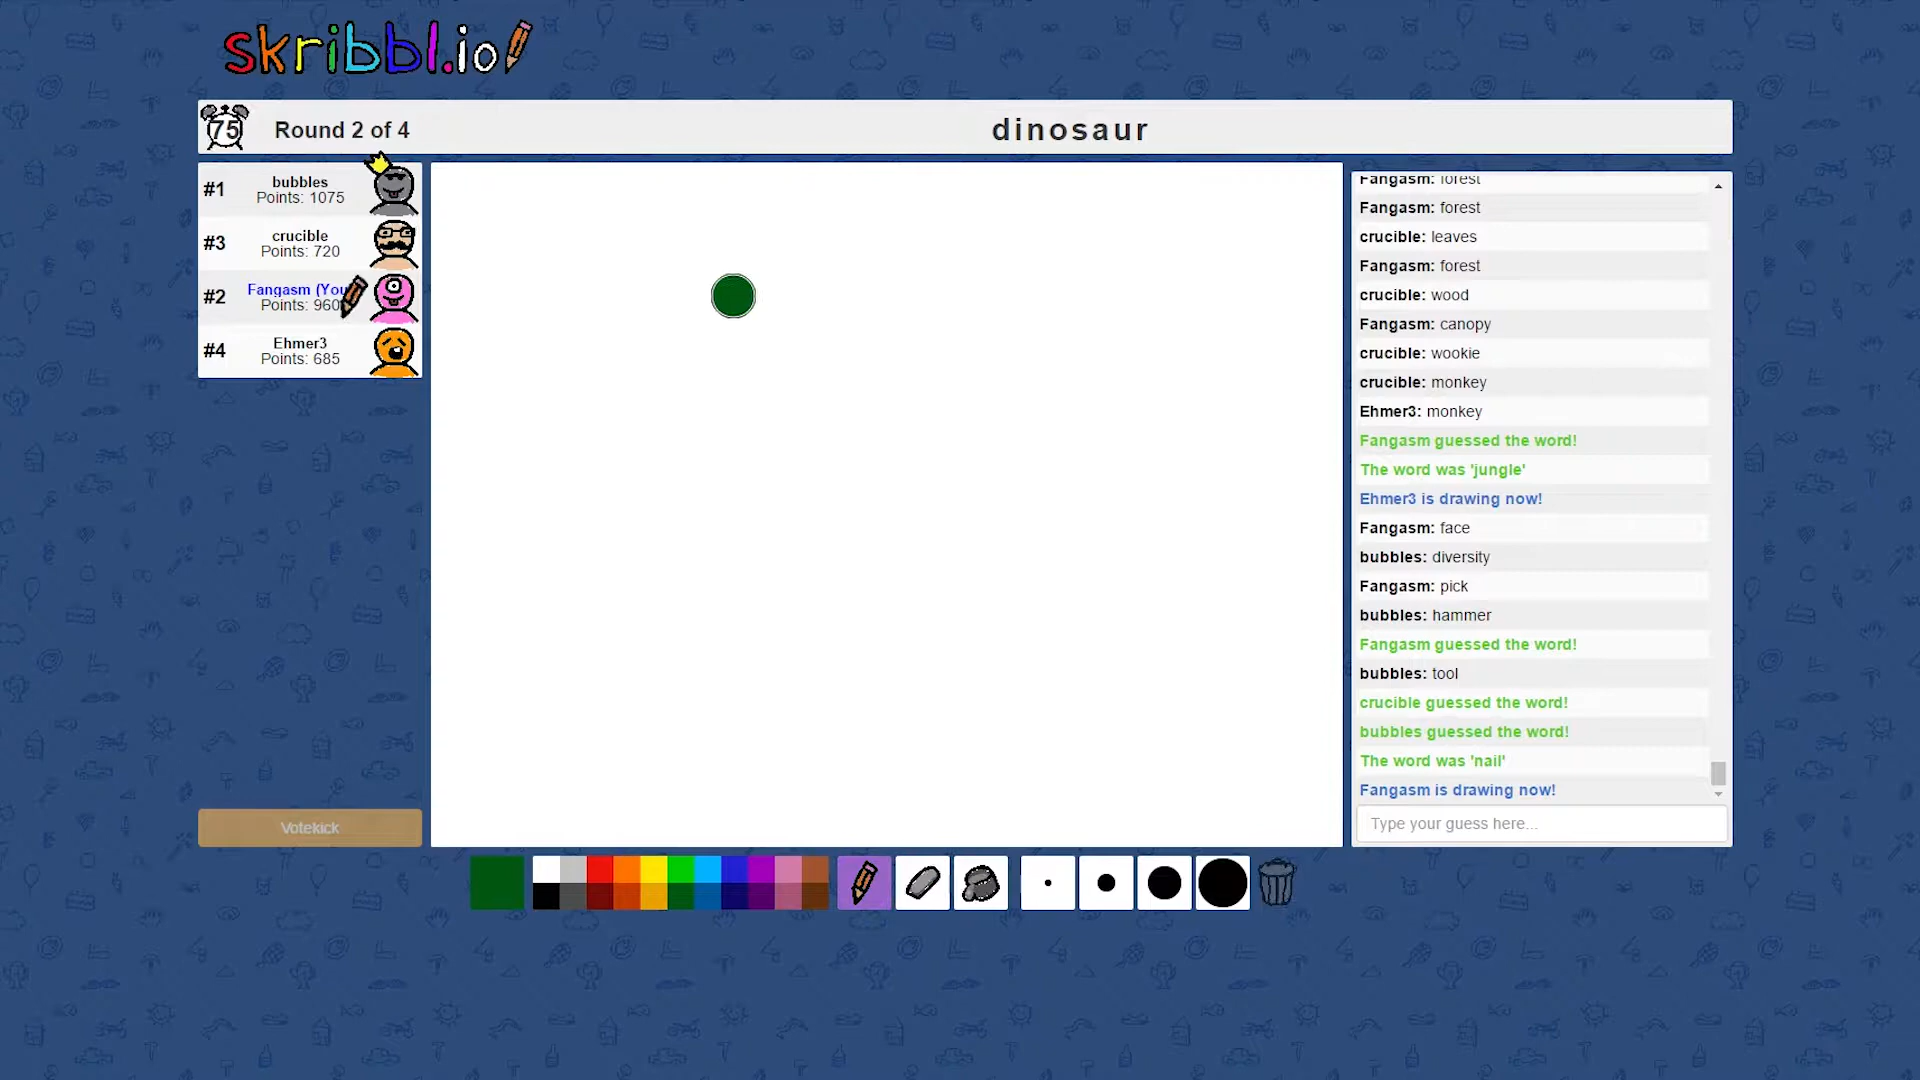 skribbl.io
75
Round 2 of 4
dinosaur
#1
bubbles
Points: 1075
#3
crucible
Points: 720
#2
Fangasm (You
Points: 960
#4
Ehmer3
Points: 685
Votekick
Fangasm: forest
Fangasm: forest
crucible: leaves
Fangasm: forest
crucible: wood
Fangasm: canopy
crucible: wookie
crucible: monkey
Ehmer3: monkey
Fangasm guessed the word!
The word was 'jungle'
Ehmer3 is drawing now!
Fangasm: face
bubbles: diversity
Fangasm: pick
bubbles: hammer
Fangasm guessed the word!
bubbles: tool
crucible guessed the word!
bubbles guessed the word!
The word was 'nail'
Fangasm is drawing now!
Type your guess here...